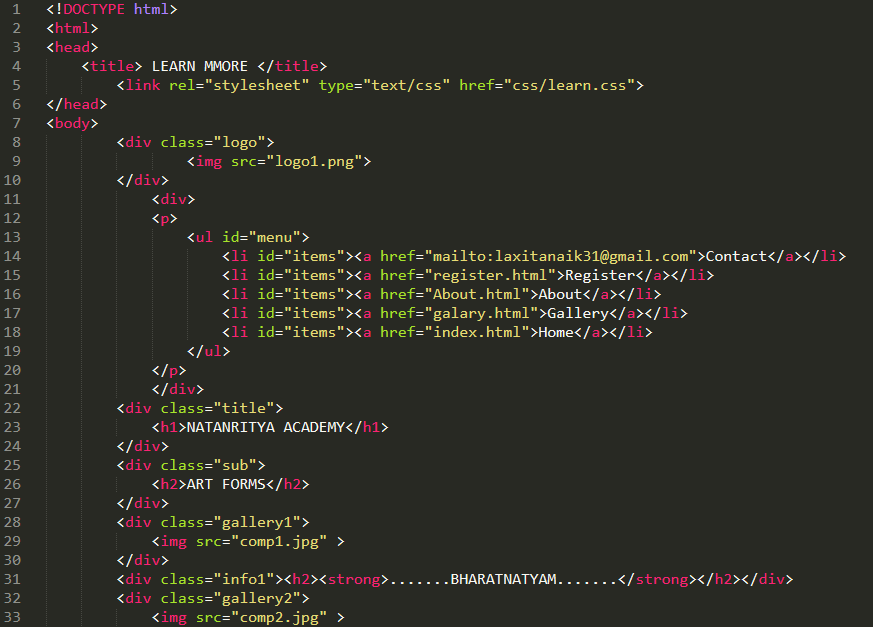 1 <!DOCTYPE html>
2 <html>
3 <head>
4 <title> LEARN MMORE </title>
5 <link rel="stylesheet" type="text/css" href="css/learn.css">
6 </head>
7 <body>
8 <div class="logo">
9 <img src="logo1.png">
10 </div>
11 <div>
12 <p>
13 <ul id="menu">
14 <li id="items"><a href="mailto:laxitanaik31@gmail.com">Contact</a></li>
15 <li id="items"><a href="register.html">Register</a></li>
16 <li id="items"><a href="About.html">About</a></li>
17 <li id="items"><a href="galary.html">Gallery</a></li>
18 <li id="items"><a href="index.html">Home</a></li>
19 </ul>
20 </p>
21 </div>
22 <div class="title">
23 <h1>NATANRITYA ACADEMY</h1>
24 </div>
25 <div class="sub">
26 <h2>ART FORMS</h2>
27 </div>
28 <div class="gallery1">
29 <img src="comp1.jpg" >
30 </div>
31 <div class="info1"><h2><strong>.......BHARATNATYAM.......</strong></h2></div>
32 <div class="gallery2">
33 <img src="comp2.jpg" >